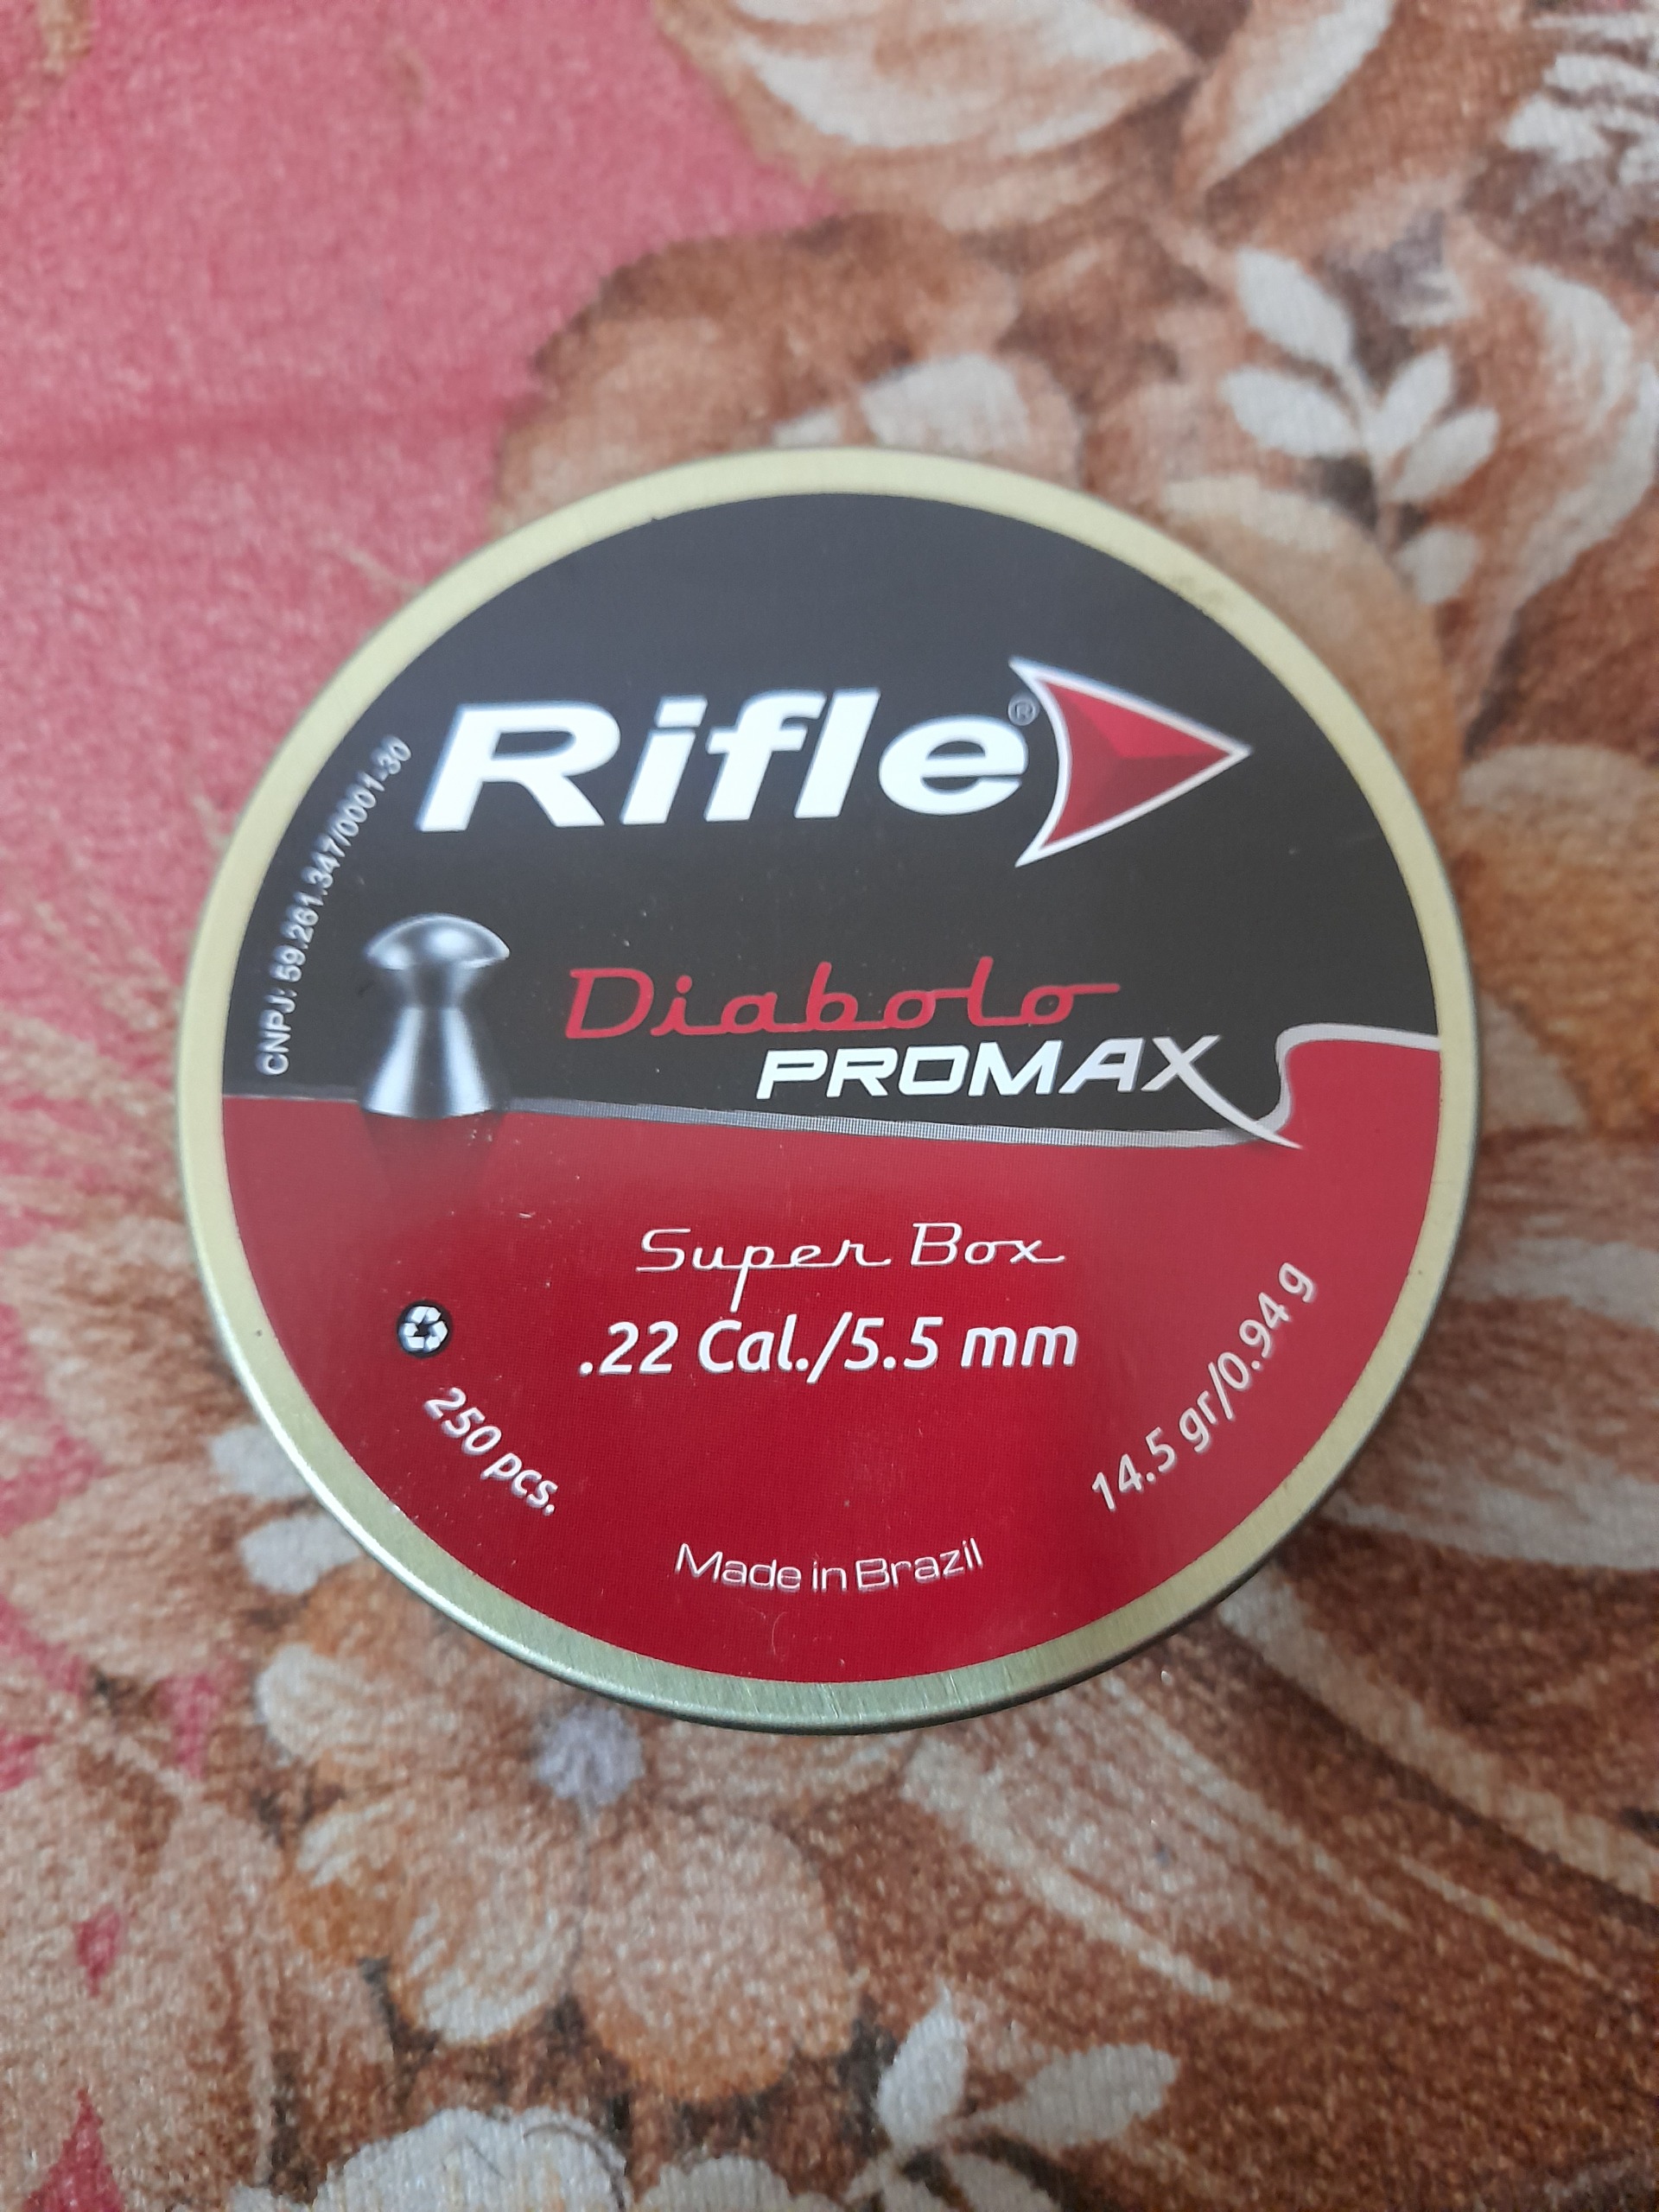 Rifle®
CNPJ: 59.261.347/0001-30
Diabolo
PROMAX
Super Box
.22 Cal./5.5 mm
250 pcs.
14.5 gr/0.94 g
Made in Brazil